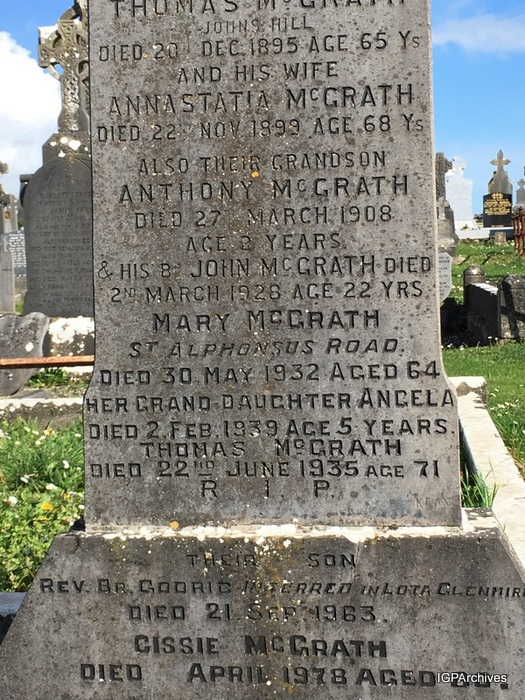 THOMAS McGRATH
JOHNS HILL
DIED 20 DEC 1895 AGE 65 Ys
AND HIS WIFE
ANNASTATIA McGRATH
DIED 22 NOV 1899 AGE 68 Ys
ALSO THEIR GRANDSON
ANTHONY McGRATH
DIED 27 MARCH 1908
AGE 2 YEARS
& HIS BR JOHN McGRATH DIED
2ND MARCH 1928 AGE 22 YRS
MARY McGRATH
ST ALPHONSUS ROAD.
DIED 30 MAY 1932 AGED 64
HER GRAND DAUGHTER ANGELA
DIED 2. FEB. 1939 AGE 5 YEARS.
THOMAS McGRATH
DIED 22ND JUNE 1935 AGE 71
R. I. P.
THEIR SON
REV. BR. GODRIC INTERRED IN LOTA GLENMIR
DIED 21 SEP 1963.
CISSIE McGRATH
DIED APRIL 1978 AGED
IGPArchives